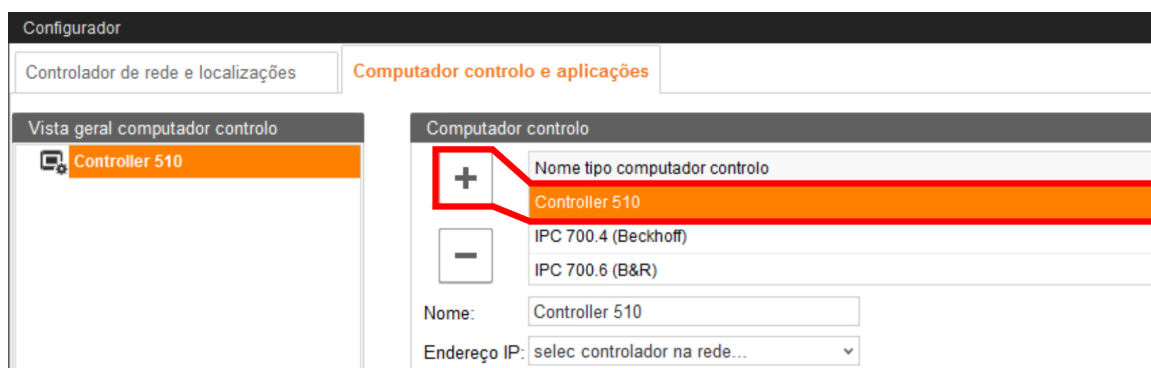 Configurador
Controlador de rede e localizações
Computador controlo e aplicações
Vista geral computador controlo
Controller 510
Computador controlo
Nome tipo computador controlo
Controller 510
IPC 700.4 (Beckhoff)
IPC 700.6 (B&R)
Nome: Controller 510
Endereço IP: selec controlador na rede...